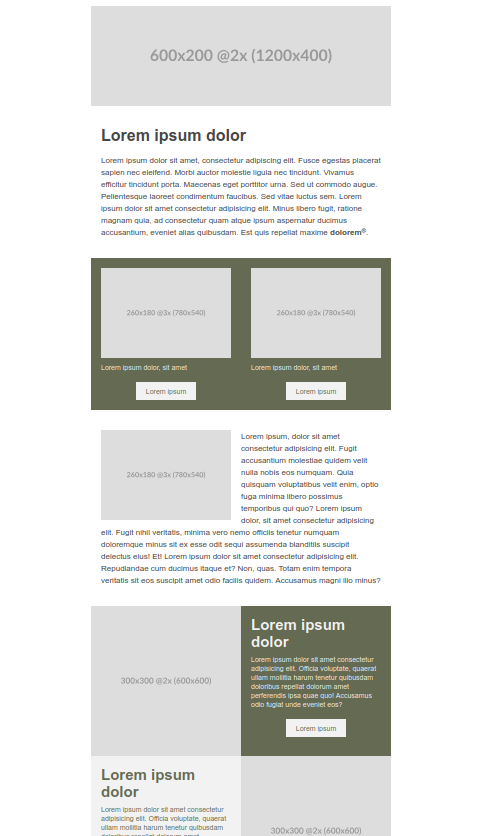 600x200 @2x (1200x400)
Lorem ipsum dolor
Lorem ipsum dolor sit amet, consectetur adipiscing elit. Fusce egestas placerat
sapien nec eleifend. Morbi auctor molestie ligula nec tincidunt. Vivamus
efficitur tincidunt porta. Maecenas eget porttitor urna. Sed ut commodo augue.
Pellentesque laoreet condimentum faucibus. Sed vitae luctus sem. Lorem
ipsum dolor sit amet consectetur adipisicing elit. Minus libero fugit, ratione
magnam quia, ad consectetur quam atque ipsum aspernatur ducimus
accusantium, eveniet alias quibusdam. Est quis repellat maxime dolorem®.
260x180 @3x (780x540)
260x180 @3x (780x540)
Lorem ipsum dolor, sit amet
Lorem ipsum dolor, sit amet
Lorem ipsum
Lorem ipsum
260x180 @3x (780x540)
Lorem ipsum, dolor sit amet
consectetur adipisicing elit. Fugit
accusantium molestiae quidem velit
nulla nobis eos numquam. Quia
quisquam voluptatibus velit enim, optio
fuga minima libero possimus
temporibus qui quo? Lorem ipsum
dolor, sit amet consectetur adipisicing
elit. Fugit nihil veritatis, minima vero nemo officiis tenetur numquam
doloremque minus sit ex esse odit sequi assumenda blanditiis suscipit
delectus eius! Et! Lorem ipsum dolor sit amet consectetur adipisicing elit.
Repudiandae cum ducimus itaque et? Non, quas. Totam enim tempora
veritatis sit eos suscipit amet odio facilis quidem. Accusamus magni illo minus?
300x300 @2x (600x600)
Lorem ipsum
dolor
Lorem ipsum dolor sit amet consectetur
adipisicing elit. Officia voluptate, quaerat
ullam mollitia harum tenetur quibusdam
doloribus repellat dolorum amet
perferendis ipsa quae quo! Accusamus
odio fugiat unde eveniet eos?
Lorem ipsum
Lorem ipsum
dolor
Lorem ipsum dolor sit amet consectetur
adipisicing elit. Officia voluptate, quaerat
ullam mollitia harum tenetur quibusdam
300x300 @2x (600x600)